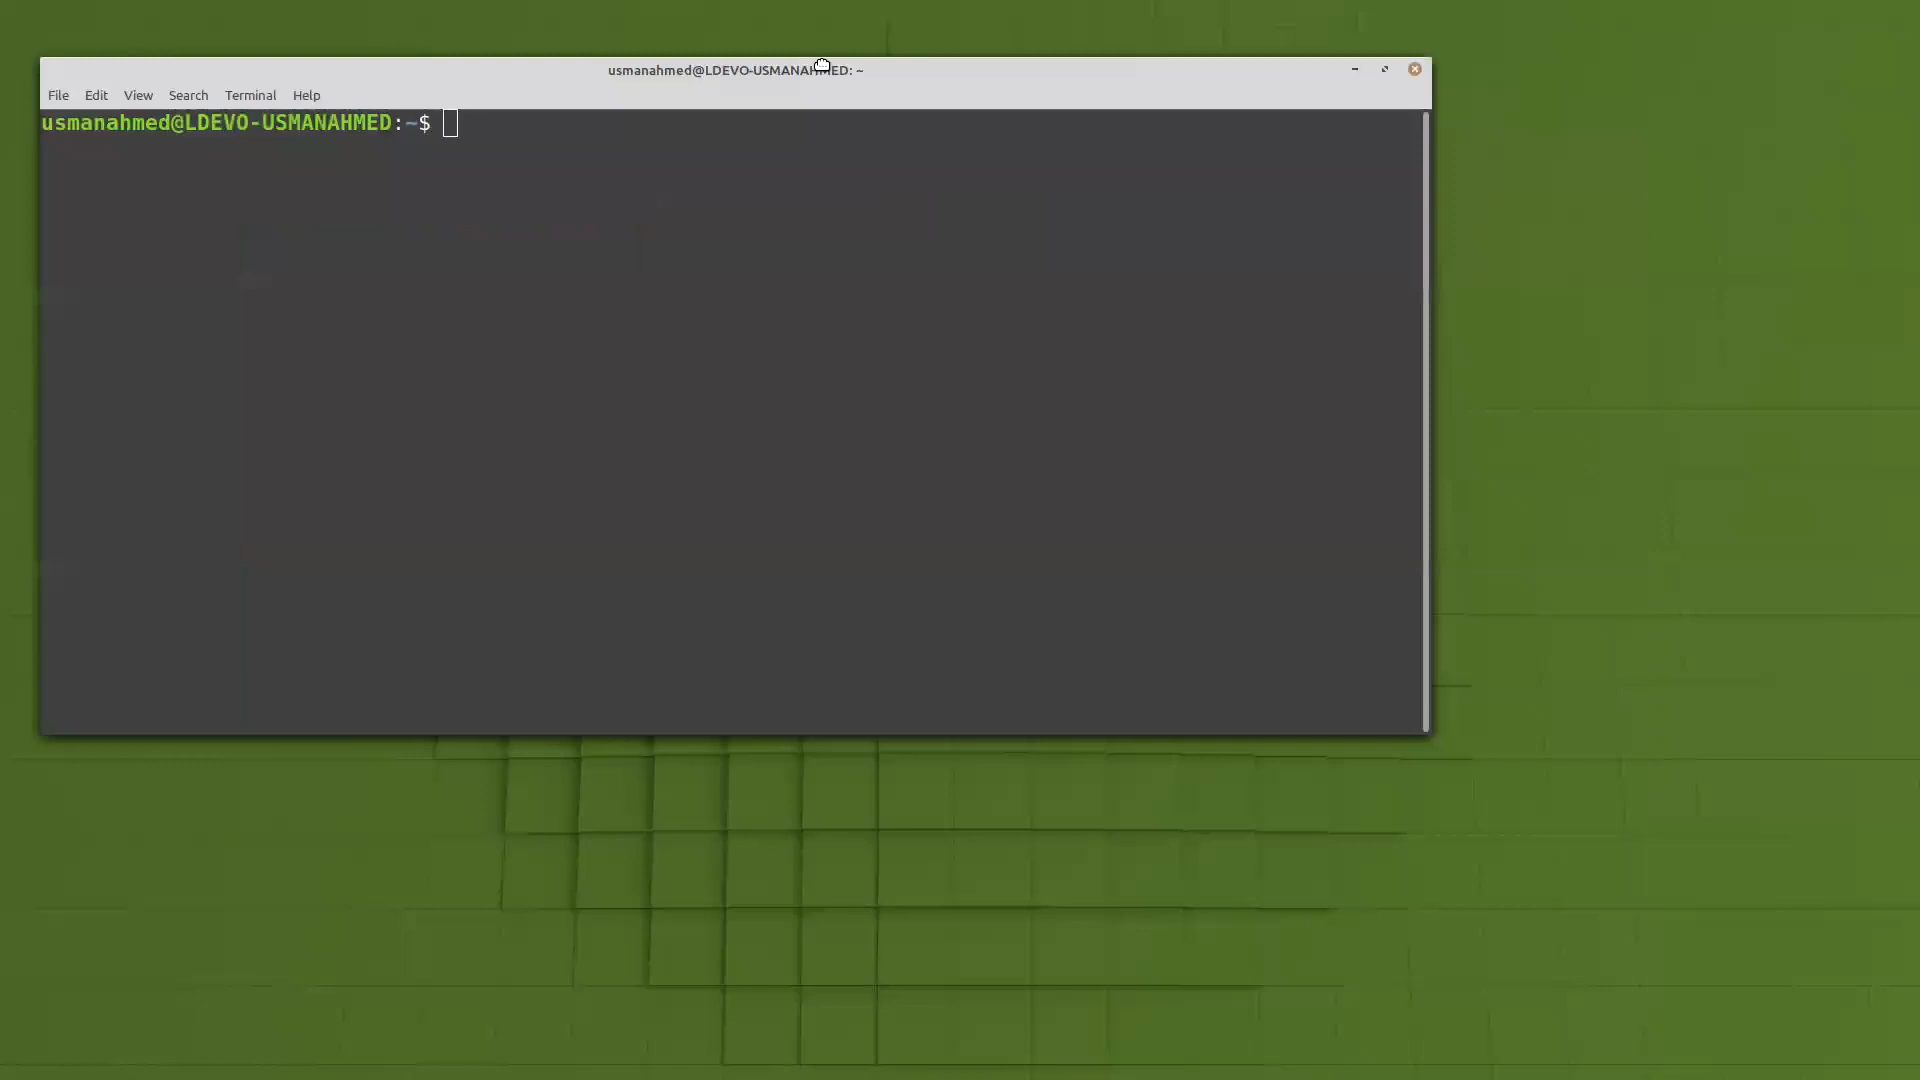 usmanahmed@LDEVO-USMANAHMED: ~
File Edit View Search Terminal Help
usmanahmed@LDEVO-USMANAHMED:~$